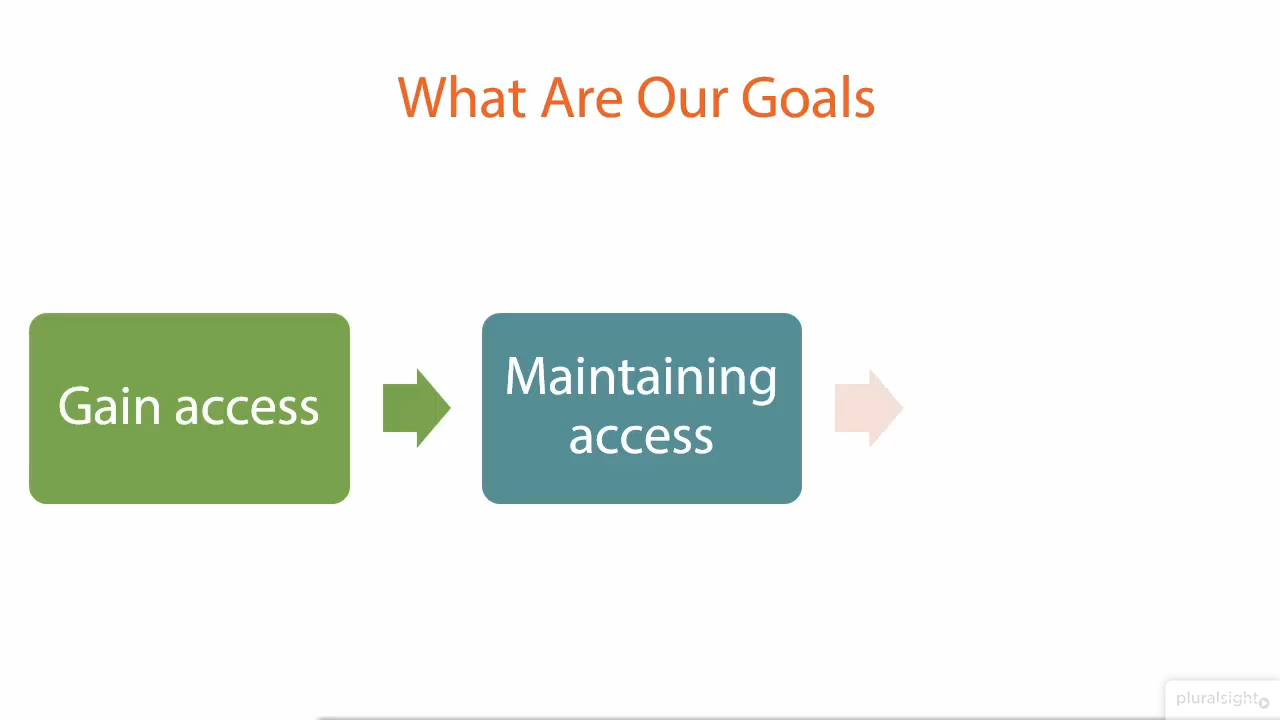 What Are Our Goals
Gain access
Maintaining
access
pluralsight